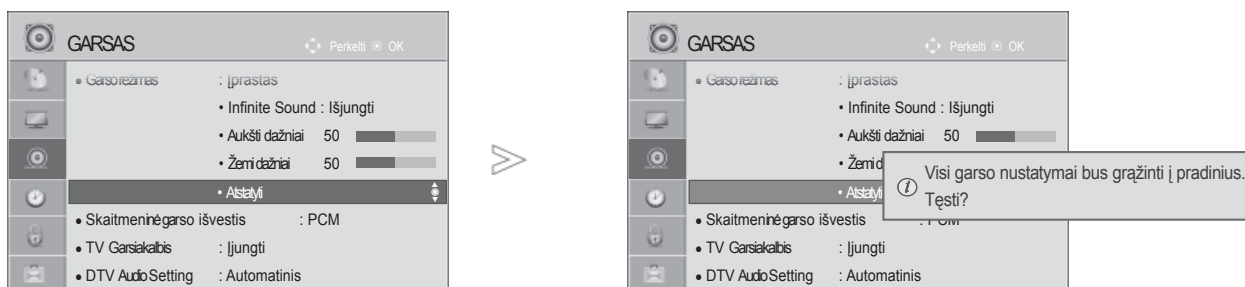 GARSAS
Perkelti OK
• Garso režimas : Įprastas
• Infinite Sound : Išjungti
• Aukšti dažniai 50
• Žemi dažniai 50
• Atstatyti
• Skaitmeninė garso išvestis : PCM
• TV Garsiakalbis : Įjungti
• DTV Audio Setting : Automatinis
GARSAS
Perkelti OK
• Garso režimas : Įprastas
• Infinite Sound : Išjungti
• Aukšti dažniai 50
• Žemi d
• Atstatyti
Visi garso nustatymai bus grąžinti į pradinius.
Tęsti?
• Skaitmeninė garso išvestis : PCM
• TV Garsiakalbis : Įjungti
• DTV Audio Setting : Automatinis